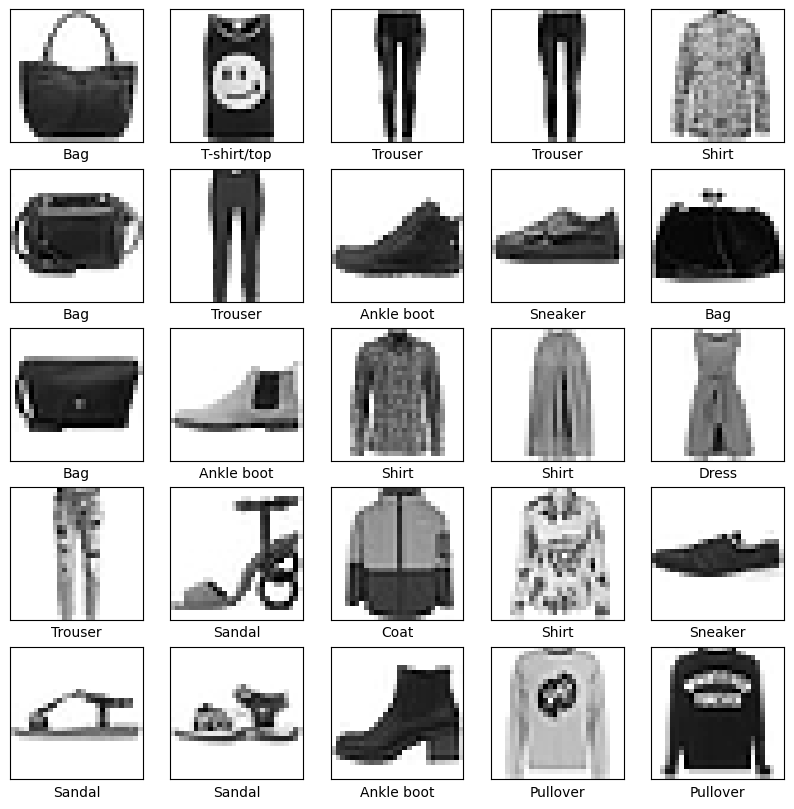 Bag T-shirt/top Trouser Trouser Shirt
Bag Trouser Ankle boot Sneaker Bag
Bag Ankle boot Shirt Shirt Dress
Trouser Sandal Coat Shirt Sneaker
Sandal Sandal Ankle boot Pullover Pullover